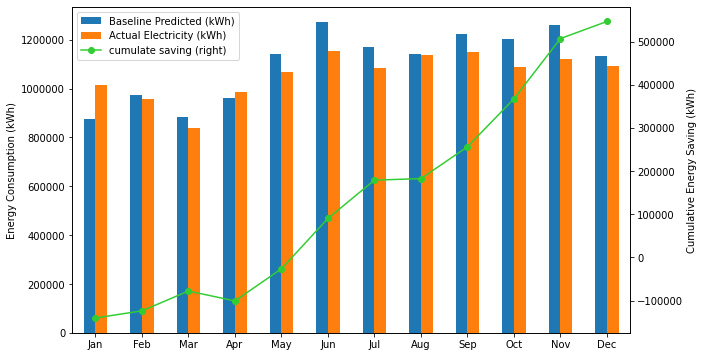 Baseline Predicted (kWh)
Actual Electricity (kWh)
cumulate saving (right)
Energy Consumption (kWh)
1200000
1000000
800000
600000
400000
200000
0
Cumulative Energy Saving (kWh)
500000
400000
300000
200000
100000
0
−100000
Jan Feb Mar Apr May Jun Jul Aug Sep Oct Nov Dec